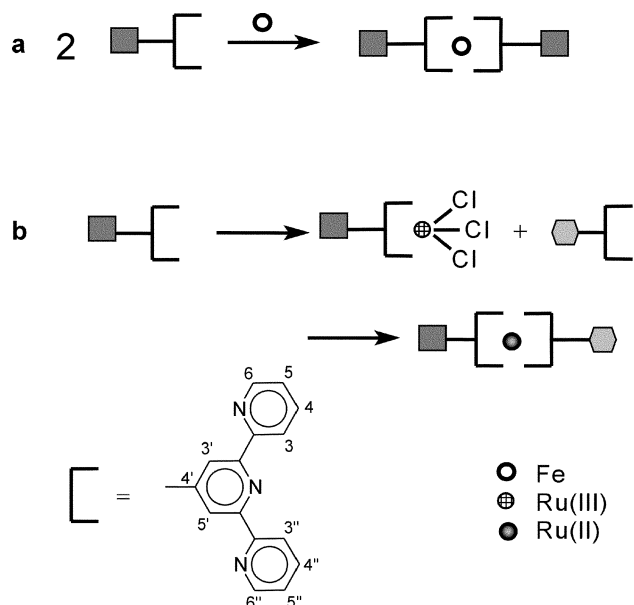 a 2
b
Cl
Cl
+
Cl
6 5
N 4
3
3'
4' N
=
5' 3''
N 4''
6'' 5''
Fe
Ru(III)
Ru(II)